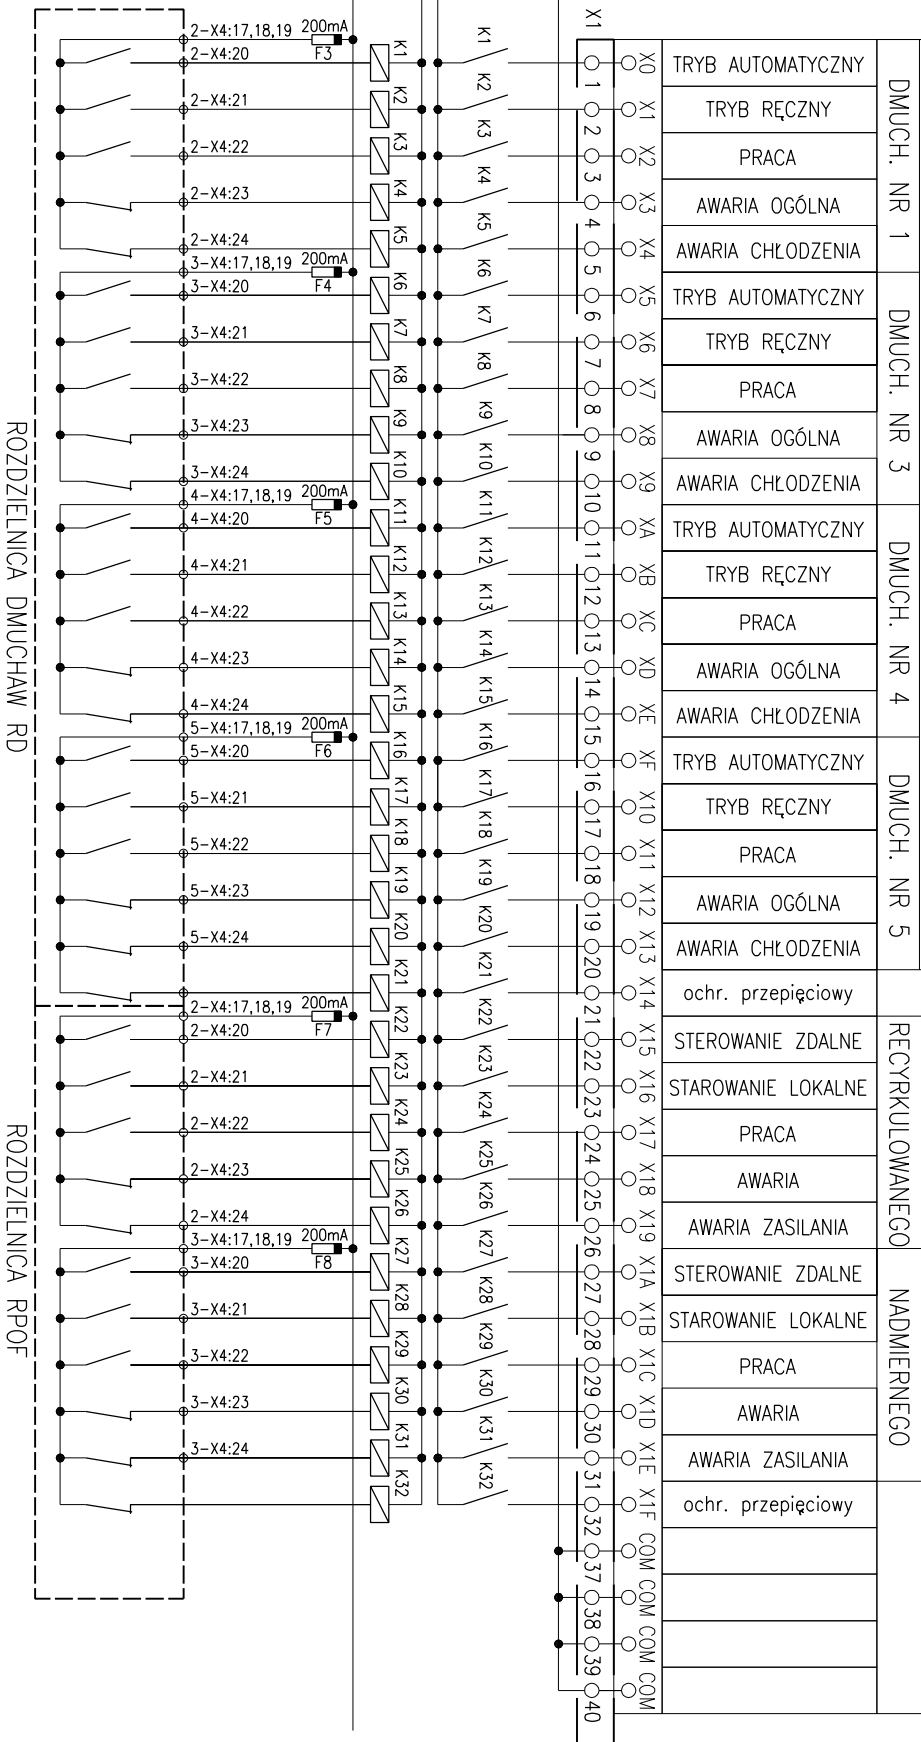 X1
2-X4:17,18,19 200mA F3
2-X4:20 K1 K1 1 X0 TRYB AUTOMATYCZNY
2-X4:21 K2 K2 2 X1 TRYB RĘCZNY
2-X4:22 K3 K3 3 X2 PRACA
2-X4:23 K4 K4 4 X3 AWARIA OGÓLNA
2-X4:24 K5 K5 5 X4 AWARIA CHŁODZENIA
DMUCH. NR 1
3-X4:17,18,19 200mA F4
3-X4:20 K6 K6 6 X5 TRYB AUTOMATYCZNY
3-X4:21 K7 K7 7 X6 TRYB RĘCZNY
3-X4:22 K8 K8 8 X7 PRACA
3-X4:23 K9 K9 9 X8 AWARIA OGÓLNA
3-X4:24 K10 K10 10 X9 AWARIA CHŁODZENIA
DMUCH. NR 3
4-X4:17,18,19 200mA F5
4-X4:20 K11 K11 11 XA TRYB AUTOMATYCZNY
4-X4:21 K12 K12 12 XB TRYB RĘCZNY
4-X4:22 K13 K13 13 XC PRACA
4-X4:23 K14 K14 14 XD AWARIA OGÓLNA
4-X4:24 K15 K15 15 XE AWARIA CHŁODZENIA
DMUCH. NR 4
5-X4:17,18,19 200mA F6
5-X4:20 K16 K16 16 XF TRYB AUTOMATYCZNY
5-X4:21 K17 K17 17 X10 TRYB RĘCZNY
5-X4:22 K18 K18 18 X11 PRACA
5-X4:23 K19 K19 19 X12 AWARIA OGÓLNA
5-X4:24 K20 K20 20 X13 AWARIA CHŁODZENIA
DMUCH. NR 5
K21 K21 21 X14 ochr. przepięciowy
ROZDZIELNICA DMUCHAW RD
2-X4:17,18,19 200mA F7
2-X4:20 K22 K22 22 X15 STEROWANIE ZDALNE
2-X4:21 K23 K23 23 X16 STAROWANIE LOKALNE
2-X4:22 K24 K24 24 X17 PRACA
2-X4:23 K25 K25 25 X18 AWARIA
2-X4:24 K26 K26 26 X19 AWARIA ZASILANIA
RECYRKULOWANEGO
3-X4:17,18,19 200mA F8
3-X4:20 K27 K27 27 X1A STEROWANIE ZDALNE
3-X4:21 K28 K28 28 X1B STAROWANIE LOKALNE
3-X4:22 K29 K29 29 X1C PRACA
3-X4:23 K30 K30 30 X1D AWARIA
3-X4:24 K31 K31 31 X1E AWARIA ZASILANIA
NADMIERNEGO
K32 K32 32 X1F ochr. przepięciowy
ROZDZIELNICA RPOF
37 COM
38 COM
39 COM
40 COM